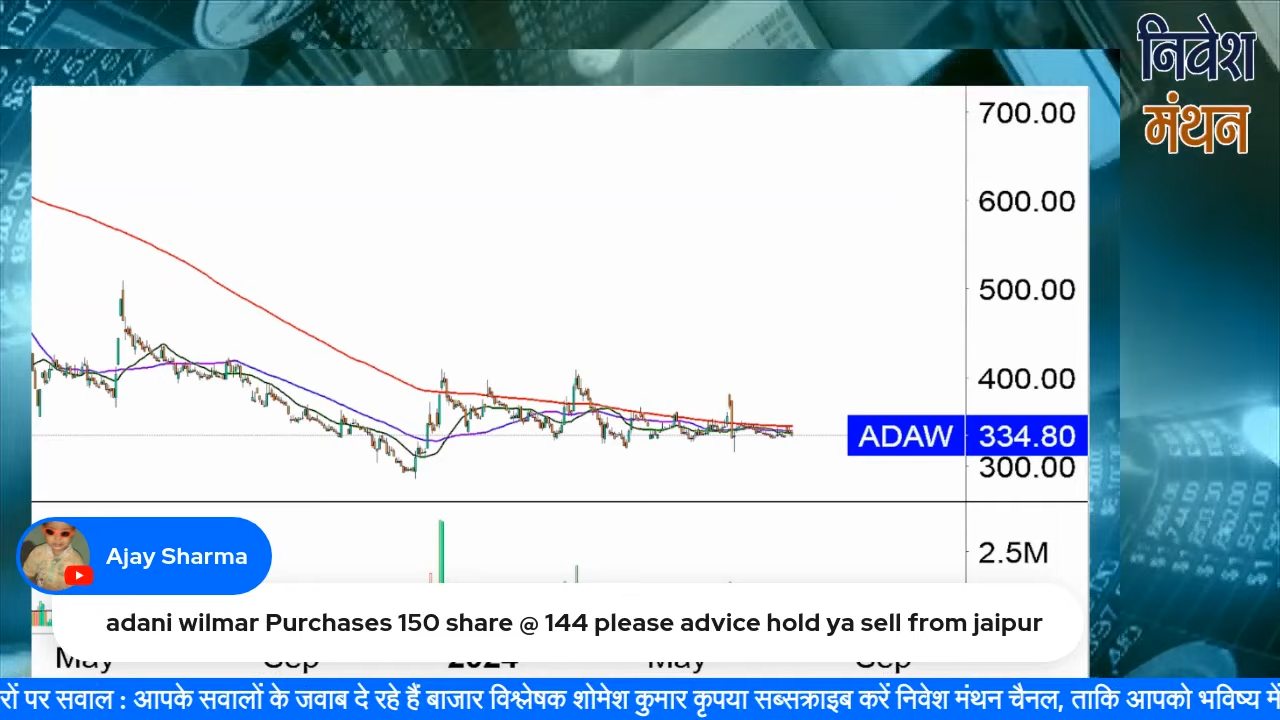 निवेश
मंथन
700.00
600.00
500.00
400.00
ADAW 334.80
300.00
2.5M
Ajay Sharma
adani wilmar Purchases 150 share @ 144 please advice hold ya sell from jaipur
May Sep 2024 May Sep
रों पर सवाल : आपके सवालों के जवाब दे रहे हैं बाजार विश्लेषक शोमेश कुमार कृपया सब्सक्राइब करें निवेश मंथन चैनल, ताकि आपको भविष्य में